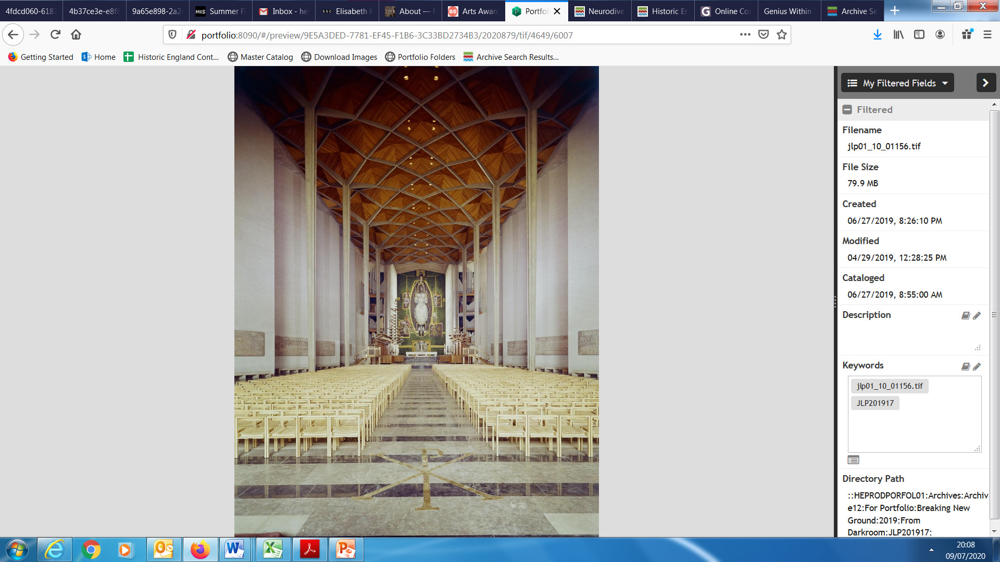 4fdcd060-6187
4b37ce3e-e8f8
9a65e898-2a2
M&S Summer F
Inbox - he
BBC Elisabeth
About —
ac Arts Awar
Portfol
Neurodive
Historic En
G Online Co
Genius Within
Archive Se
portfolio:8090/#/preview/9E5A3DED-7781-EF45-F1B6-3C33BD2734B3/2020879/tif/4649/6007
Getting Started
Home
Historic England Cont...
Master Catalog
Download Images
Portfolio Folders
Archive Search Results...
My Filtered Fields
Filtered
Filename
jlp01_10_01156.tif
File Size
79.9 MB
Created
06/27/2019, 8:26:10 PM
Modified
04/29/2019, 12:28:25 PM
Cataloged
06/27/2019, 8:55:00 AM
Description
Keywords
jlp01_10_01156.tif
JLP201917
Directory Path
::HEPRODPORFOL01:Archives:Archiv
e12:For Portfolio:Breaking New
Ground:2019:From
Darkroom:JLP201917:
20:08
09/07/2020